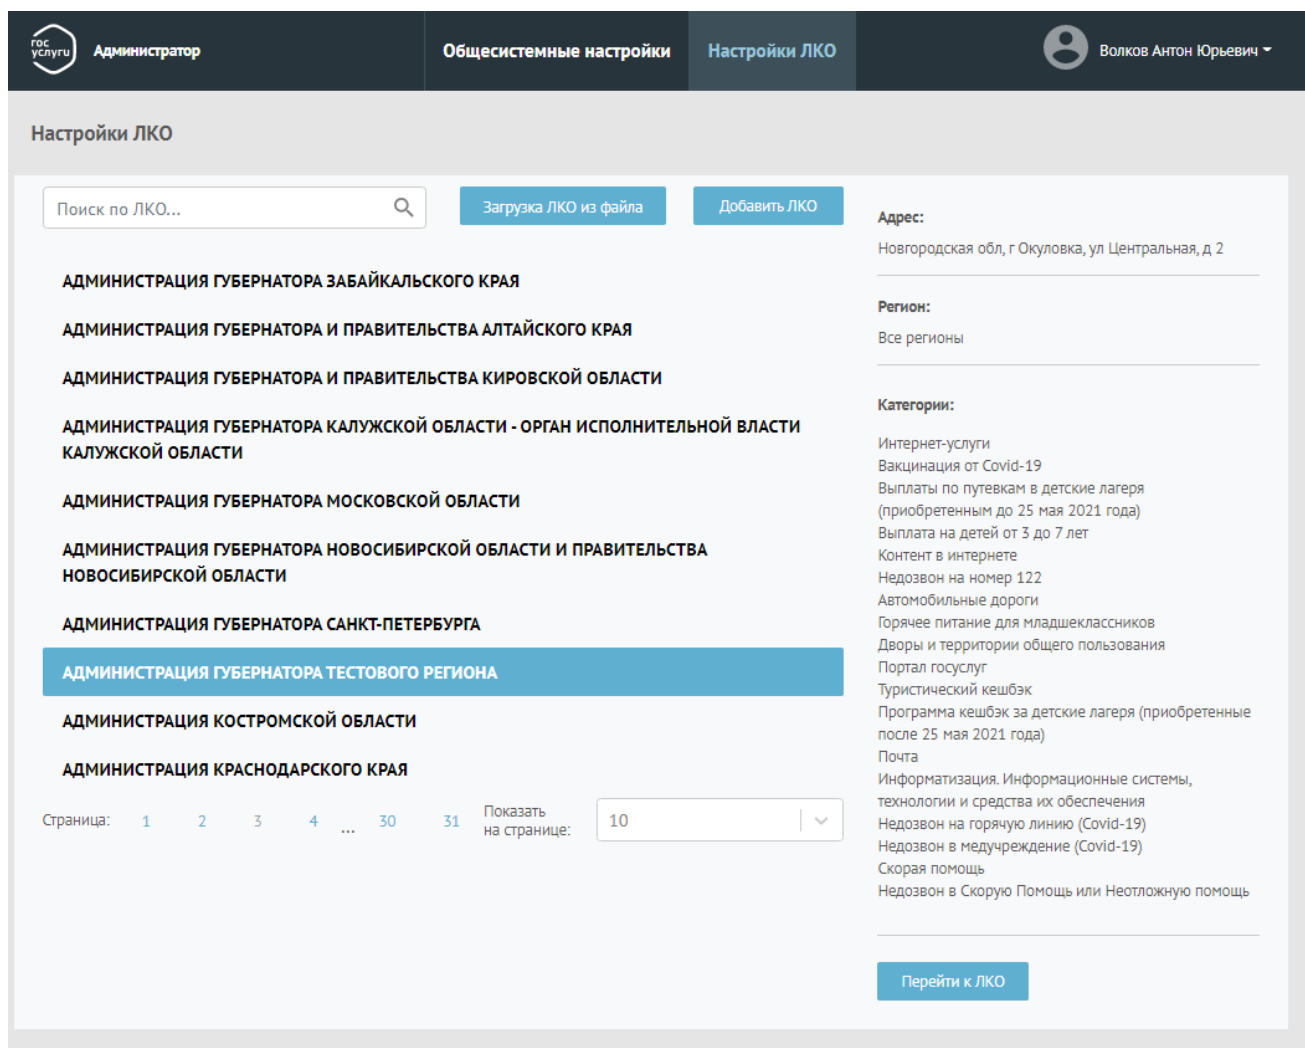 гос
услуги
Администратор
Общесистемные настройки
Настройки ЛКО
Волков Антон Юрьевич
Настройки ЛКО
Поиск по ЛКО...
Загрузка ЛКО из файла
Добавить ЛКО
АДМИНИСТРАЦИЯ ГУБЕРНАТОРА ЗАБАЙКАЛЬСКОГО КРАЯ
АДМИНИСТРАЦИЯ ГУБЕРНАТОРА И ПРАВИТЕЛЬСТВА АЛТАЙСКОГО КРАЯ
АДМИНИСТРАЦИЯ ГУБЕРНАТОРА И ПРАВИТЕЛЬСТВА КИРОВСКОЙ ОБЛАСТИ
АДМИНИСТРАЦИЯ ГУБЕРНАТОРА КАЛУЖСКОЙ ОБЛАСТИ - ОРГАН ИСПОЛНИТЕЛЬНОЙ ВЛАСТИ
КАЛУЖСКОЙ ОБЛАСТИ
АДМИНИСТРАЦИЯ ГУБЕРНАТОРА МОСКОВСКОЙ ОБЛАСТИ
АДМИНИСТРАЦИЯ ГУБЕРНАТОРА НОВОСИБИРСКОЙ ОБЛАСТИ И ПРАВИТЕЛЬСТВА
НОВОСИБИРСКОЙ ОБЛАСТИ
АДМИНИСТРАЦИЯ ГУБЕРНАТОРА САНКТ-ПЕТЕРБУРГА
АДМИНИСТРАЦИЯ ГУБЕРНАТОРА ТЕСТОВОГО РЕГИОНА
АДМИНИСТРАЦИЯ КОСТРОМСКОЙ ОБЛАСТИ
АДМИНИСТРАЦИЯ КРАСНОДАРСКОГО КРАЯ
Страница: 1 2 3 4 ... 30 31
Показать
на странице:
10
Адрес:
Новгородская обл, г Окуловка, ул Центральная, д 2
Регион:
Все регионы
Категории:
Интернет-услуги
Вакцинация от Covid-19
Выплаты по путевкам в детские лагеря
(приобретенным до 25 мая 2021 года)
Выплата на детей от 3 до 7 лет
Контент в интернете
Недозвон на номер 122
Автомобильные дороги
Горячее питание для младшеклассников
Дворы и территории общего пользования
Портал госуслуг
Туристический кешбэк
Программа кешбэк за детские лагеря (приобретенные
после 25 мая 2021 года)
Почта
Информатизация. Информационные системы,
технологии и средства их обеспечения
Недозвон на горячую линию (Covid-19)
Недозвон в медучреждение (Covid-19)
Скорая помощь
Недозвон в Скорую Помощь или Неотложную помощь
Перейти к ЛКО